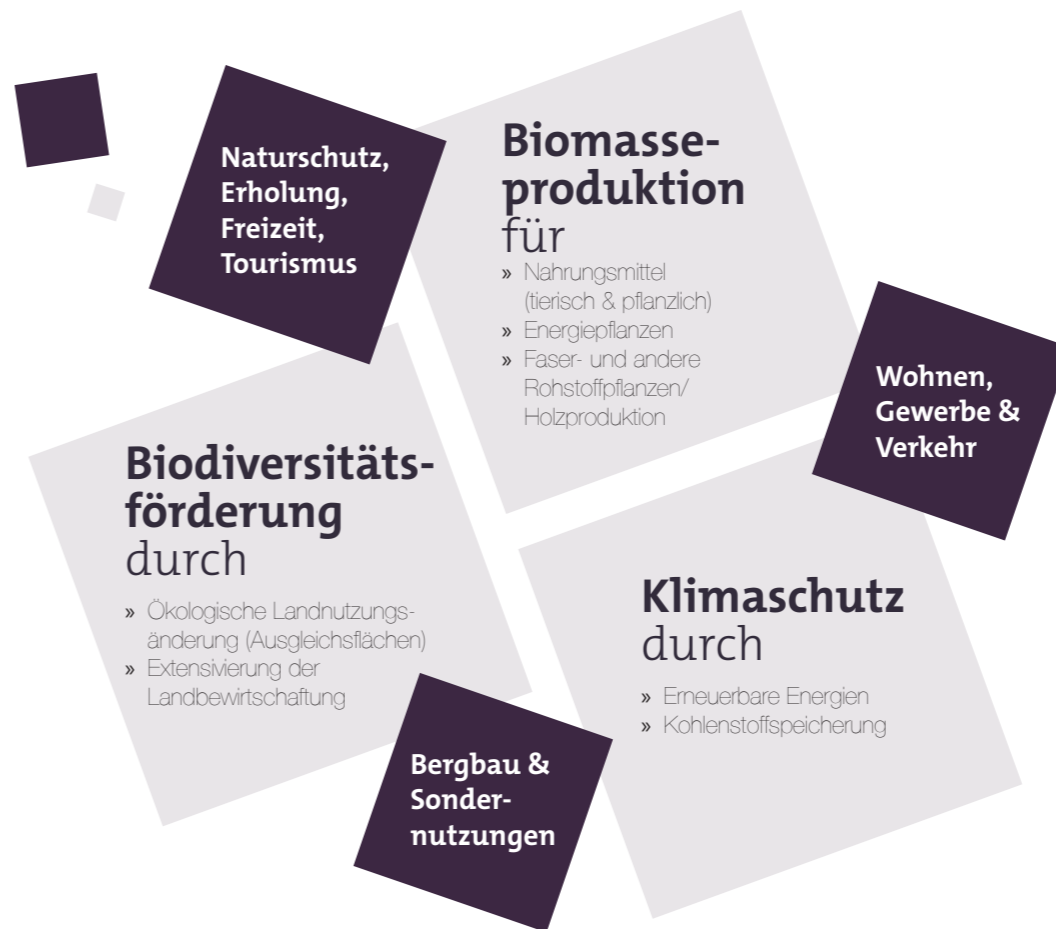 Naturschutz,
Erholung,
Freizeit,
Tourismus
Biomasse-
produktion
für
» Nahrungsmittel
(tierisch & pflanzlich)
» Energiepflanzen
» Faser- und andere
Rohstoffpflanzen/
Holzproduktion
Wohnen,
Gewerbe &
Verkehr
Biodiversitäts-
förderung
durch
» Ökologische Landnutzungs-
änderung (Ausgleichsflächen)
» Extensivierung der
Landbewirtschaftung
Klimaschutz
durch
» Erneuerbare Energien
» Kohlenstoffspeicherung
Bergbau &
Sonder-
nutzungen